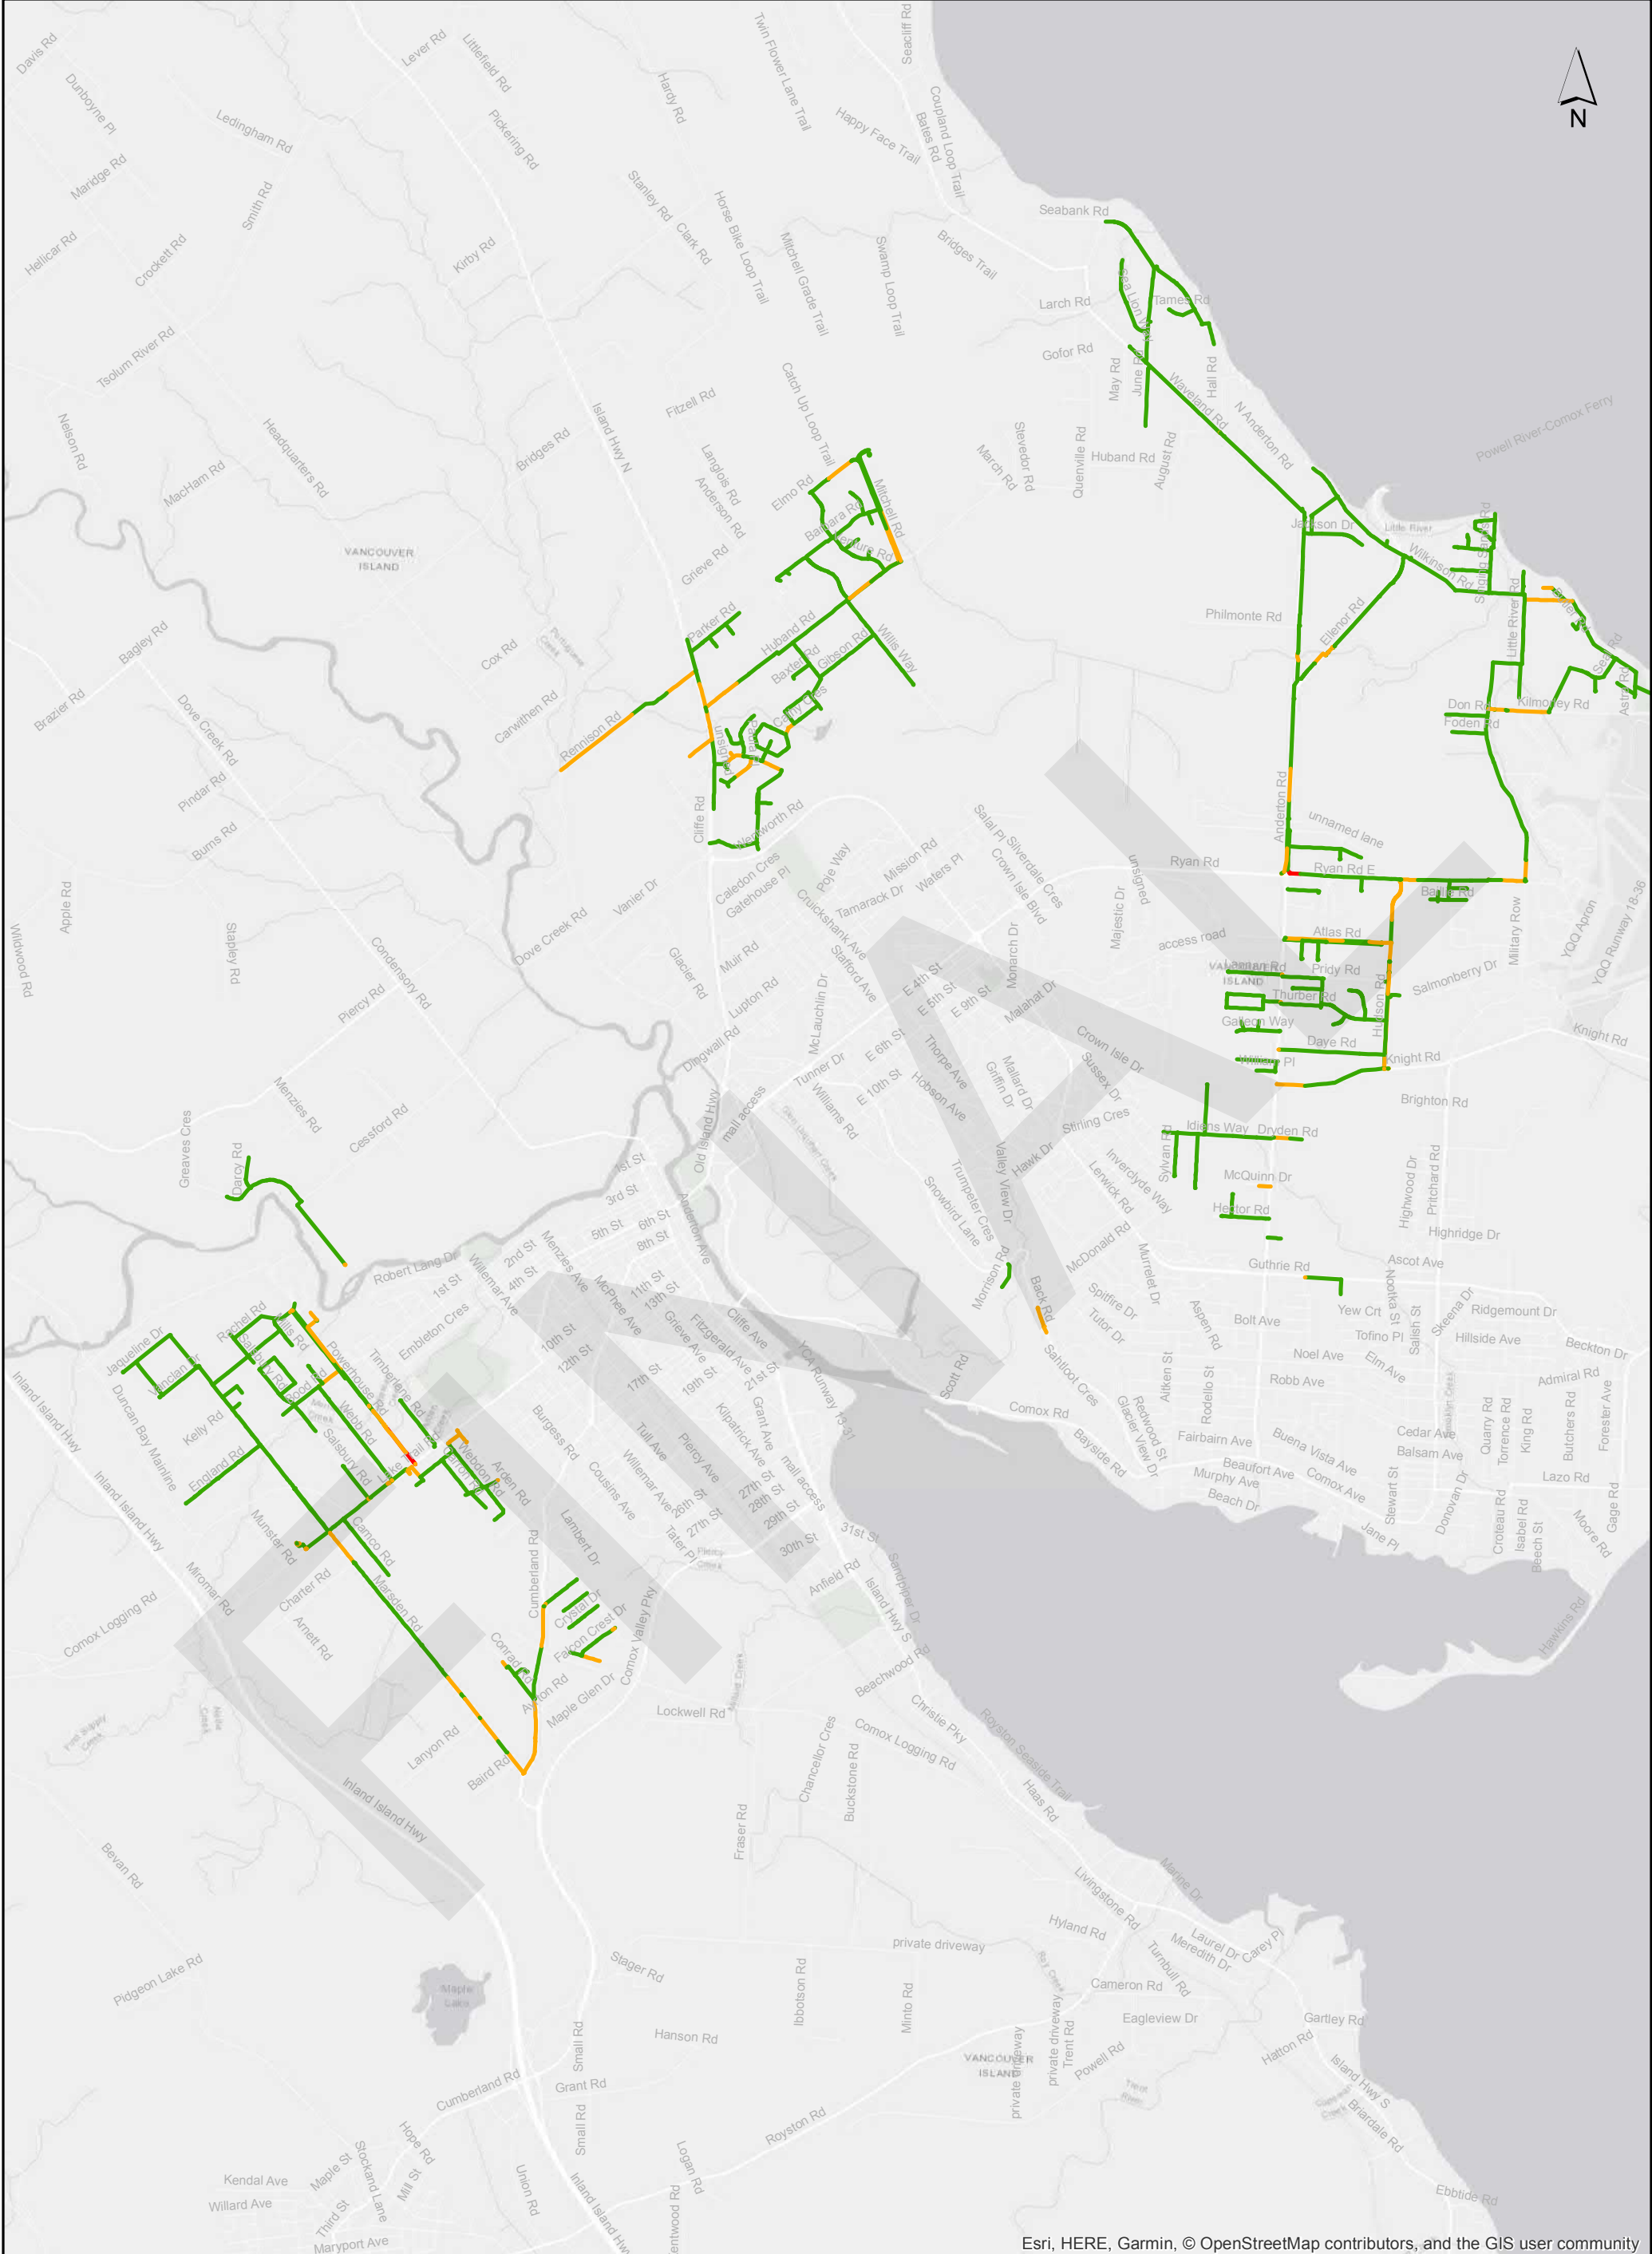 Davis Rd
Lever Rd
Littlefield Rd
Twin Flower Lane Trail
Seacliff Rd
Dunboyne Pl
Hardy Rd
Coupland Loop Trail
Bates Rd
N
Ledingham Rd
Pickering Rd
Happy Face Trail
Maridge Rd
Smith Rd
Stanley Rd
Horse Bike Loop Trail
Seabank Rd
Hellicar Rd
Crockett Rd
Kirby Rd
Clark Rd
Mitchell Grade Trail
Swamp Loop Trail
Bridges Trail
Larch Rd
Tames Rd
Tsolum River Rd
Gofor Rd
May Rd
June Rd
Hall Rd
Waveland Rd
N Anderton Rd
Catch Up Loop Trail
Fitzell Rd
Island Hwy N
Nelson Rd
Headquarters Rd
Bridges Rd
MacHam Rd
Langlois Rd
Anderson Rd
Elmo Rd
Barbara Rd
Mitchell Rd
March Rd
Stevedor Rd
Quenville Rd
Huband Rd
August Rd
Powell River-Comox Ferry
VANCOUVER
ISLAND
Grieve Rd
Jackson Dr
Little River
Wilkinson Rd
Singing Sands Rd
Bagley Rd
Brazier Rd
Cox Rd
Portuguese
Creek
Parker Rd
Huband Rd
Baxter Rd
Gibson Rd
Willis Way
Philmonte Rd
Ellenor Rd
Little River Rd
Dove Creek Rd
Carwithen Rd
Rennison Rd
Don Rd
Foden Rd
Kilmorley Rd
Astra Rd
Pindar Rd
Burns Rd
Cliffe Rd
Wentworth Rd
Anderton Rd
unnamed lane
Salal Pl
Silverdale Cres
Crown Isle Blvd
Mission Rd
Waters Pl
Poje Way
Caledon Cres
Gatehouse Pl
Tamarack Dr
Ryan Rd
unsigned
Ryan Rd E
Apple Rd
Vanier Dr
Cruickshank Ave
Majestic Dr
Military Row
YQQ Apron
YQQ Runway 18-36
Wildwood Rd
Stapley Rd
Dove Creek Rd
Condensory Rd
Muir Rd
Glacier Rd
Stafford Ave
Monarch Dr
access road
Atlas Rd
VANCOUVER
ISLAND
Pridy Rd
Salmonberry Dr
Piercy Rd
Lupton Rd
McLauchlin Dr
E 4th St
E 5th St
E 9th St
Malahat Dr
Thurber Rd
Galleon Way
Hudson Rd
Knight Rd
Dingwall Rd
Tunner Dr
E 6th St
Thorpe Ave
Crown Isle Dr
Sussex Dr
Daye Rd
William Pl
Knight Rd
Menzies Rd
Cessford Rd
Old Island Hwy
mall access
Williams Rd
E 10th St
Hobson Ave
Mallard Dr
Griffin Dr
Stirling Cres
Brighton Rd
Greaves Cres
Darcy Rd
1st St
3rd St
Hawk Dr
Valley View Dr
Idiens Way
Dryden Rd
Sylvan Rd
Inverclyde Way
Lerwick Rd
McQuinn Dr
Highwood Dr
Pritchard Rd
5th St
6th St
8th St
Anderton Ave
Trumpeter Cres
Snowbird Lane
Hector Rd
Highridge Dr
Robert Lang Dr
2nd St
4th St
1st St
Menzies Ave
Willemar Ave
McDonald Rd
Murrelet Dr
Guthrie Rd
Ascot Ave
Morrison Rd
Back Rd
11th St
13th St
McPhee Ave
Spitfire Dr
Tutor Dr
Nootka St
Skeena Dr
Yew Crt
Ridgemount Dr
Rachel Rd
Embleton Cres
Grieve Ave
Fitzgerald Ave
Cliffe Ave
Aspen Rd
Bolt Ave
Tofino Pl
Salish St
Hillside Ave
Beckton Dr
Jaqueline Dr
Vanclan Dr
Powerhouse Rd
Timberlane Rd
10th St
12th St
17th St
19th St
21st St
YCA Runway 13-31
Scott Rd
Sahtloot Cres
Noel Ave
Elm Ave
Robb Ave
Admiral Rd
Aitken St
Rodello St
Duncan Bay Mainline
Kelly Rd
Webb Rd
Salsbury Rd
Comox Rd
Redwood St
Glacier View Dr
Inland Island Hwy
England Rd
Burgess Rd
Tull Ave
Kilpatrick Ave
Grant Ave
Piercy Ave
mall access
Bayside Rd
Fairbairn Ave
Buena Vista Ave
Cedar Ave
Balsam Ave
Quarry Rd
Torrence Rd
King Rd
Butchers Rd
Forester Ave
Inland Island Hwy
Webdon Rd
Arden Rd
Cousins Ave
Willemar Ave
26th St
27th St
27th St
28th St
29th St
30th St
31st St
Beaufort Ave
Murphy Ave
Comox Ave
Beach Dr
Stewart St
Donovan Dr
Lazo Rd
Gage Rd
Munster Rd
Camco Rd
Lambert Dr
Tater Pl
Piercy
Creek
Jane Pl
Croteau Rd
Isabel Rd
Beech St
Moore Rd
Miromar Rd
Charter Rd
Marsden Rd
Cumberland Rd
Anfield Rd
Sandpiper Dr
Comox Logging Rd
Arnett Rd
Crystal Dr
Falcon Crest Dr
Comox Valley Pky
Island Hwy S
Hawkins Rd
Conrad Rd
Ayton Rd
Maple Glen Dr
Beachwood Rd
Lockwell Rd
Christie Pky
Lanyon Rd
Comox Logging Rd
Royston Seaside Trail
Baird Rd
Chancellor Cres
Buckstone Rd
Haas Rd
Inland Island Hwy
Fraser Rd
Bevan Rd
Livingstone Rd
Marine Dr
Hyland Rd
private driveway
Laurel Dr
Meredith Dr
Carey Pl
Turnbull Rd
Stager Rd
Pidgeon Lake Rd
Maple
Lake
Ibbotson Rd
Minto Rd
Cameron Rd
Eagleview Dr
Gartley Rd
Small Rd
Hanson Rd
private driveway
Trent Rd
Hatton Rd
VANCOUVER
ISLAND
private driveway
Powell Rd
Trent
River
Island Hwy S
Cumberland Rd
Grant Rd
Small Rd
Royston Rd
Briardale Rd
Hope Rd
Stockand Lane
Maple St
Mill St
Kendal Ave
Willard Ave
Third St
Union Rd
Logan Rd
Ebbtide Rd
Maryport Ave
Esri, HERE, Garmin, © OpenStreetMap contributors, and the GIS user community
DRAFT